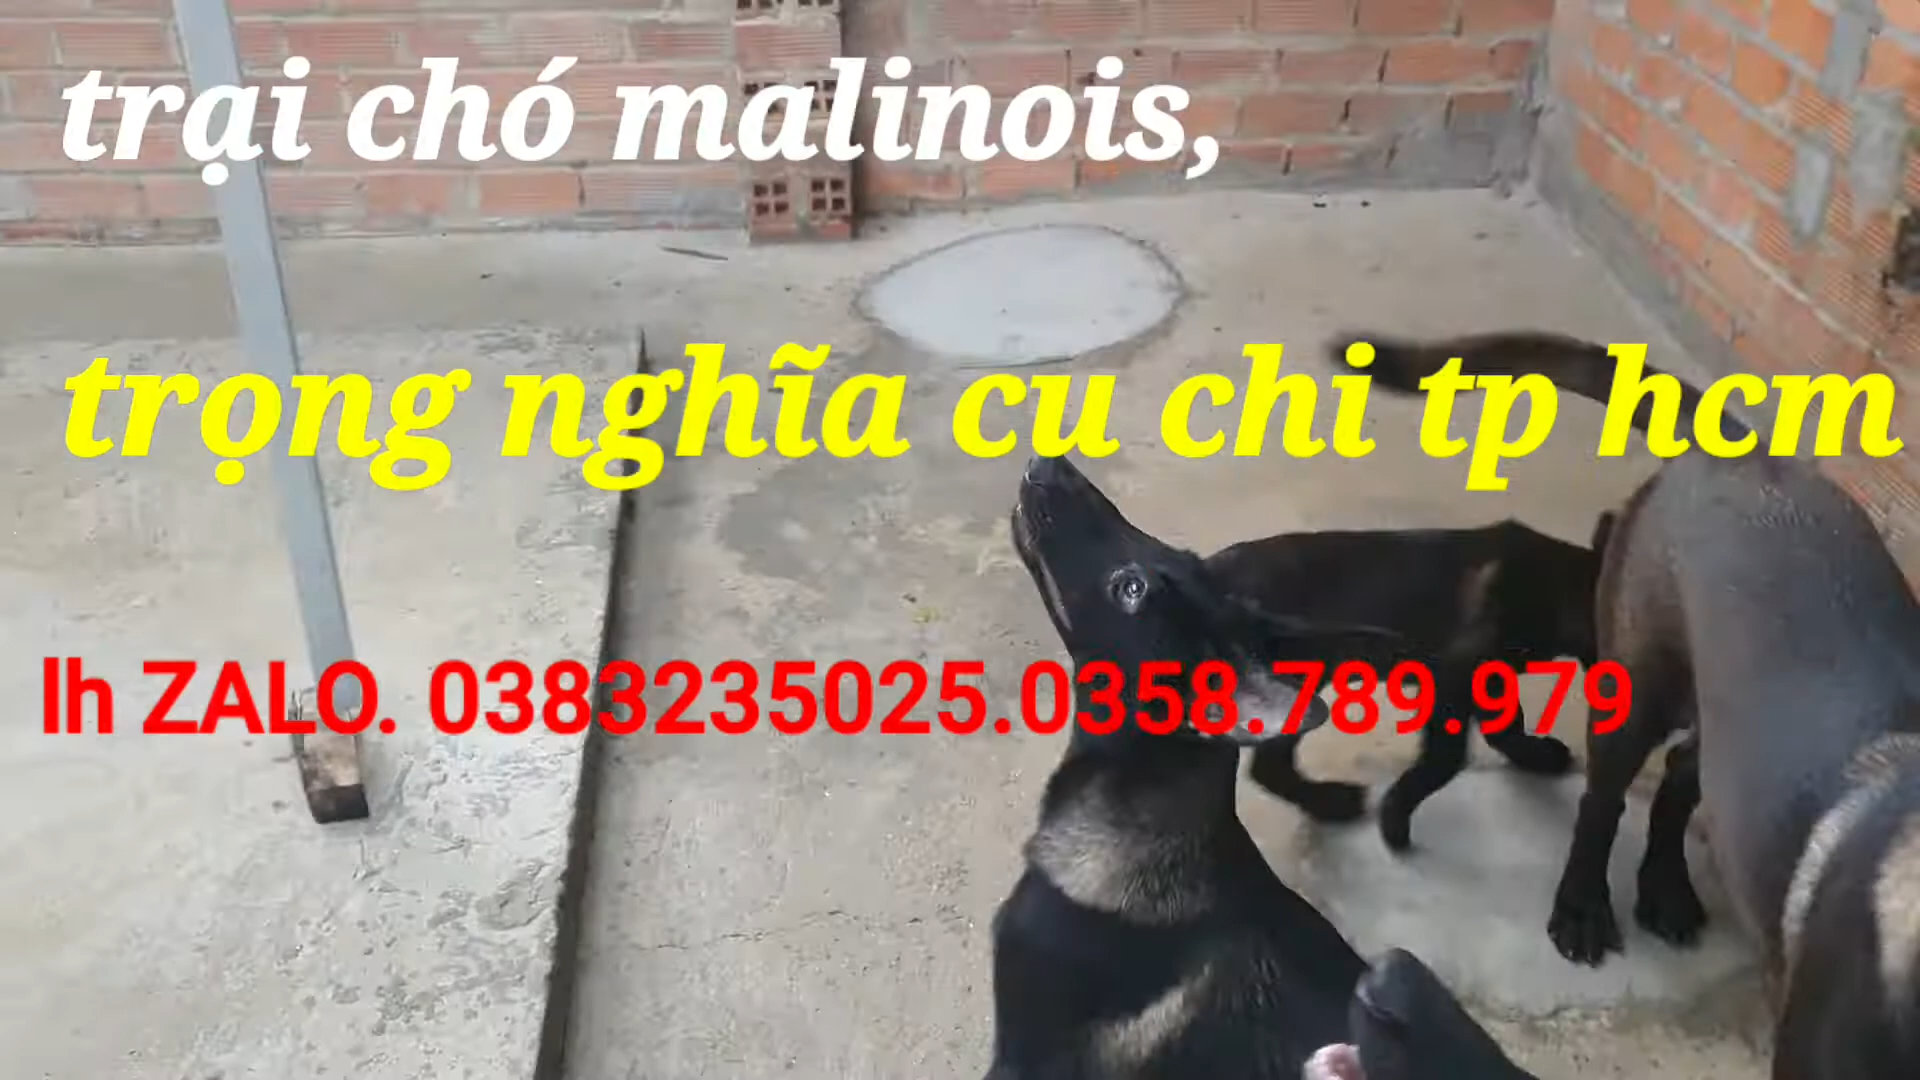 trại chó malinois,
trọng nghĩa cu chi tp hcm
lh ZALO. 0383235025.0358.789.979